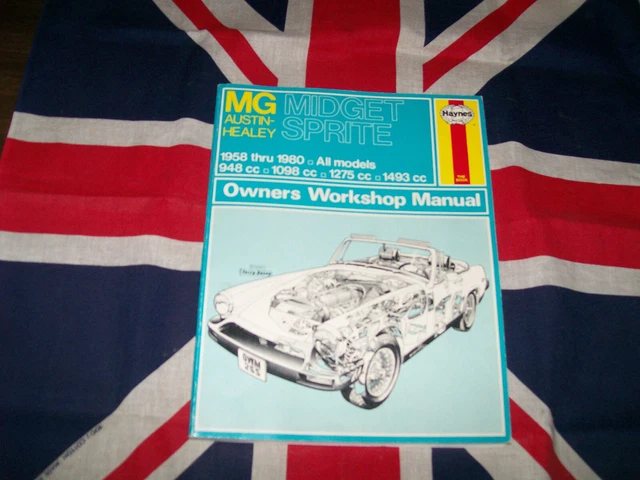 MG MIDGET
AUSTIN-
HEALEY SPRITE
Haynes
1958 thru 1980 □ All models
948 cc □ 1098 cc □ 1275 cc □ 1493 cc
Owners Workshop Manual